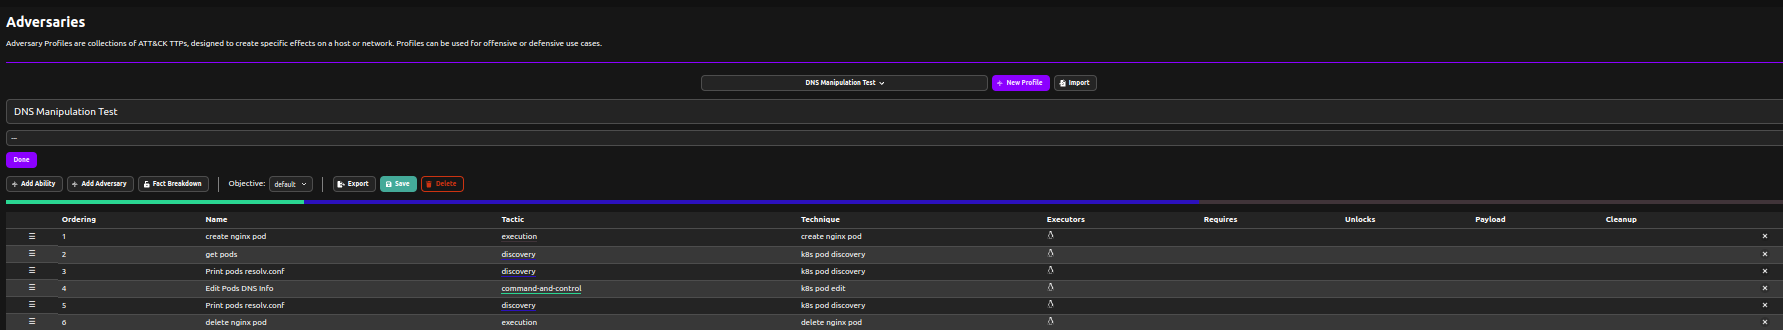 Adversaries
Adversary Profiles are collections of ATT&CK TTPs, designed to create specific effects on a host or network. Profiles can be used for offensive or defensive use cases.
DNS Manipulation Test
+ New Profile
Import
DNS Manipulation Test
—
Done
+ Add Ability + Add Adversary Fact Breakdown Objective: default Export Save Delete
Ordering Name Tactic Technique Executors Requires Unlocks Payload Cleanup
1 create nginx pod execution create nginx pod
2 get pods discovery k8s pod discovery
3 Print pods resolv.conf discovery k8s pod discovery
4 Edit Pods DNS Info command-and-control k8s pod edit
5 Print pods resolv.conf discovery k8s pod discovery
6 delete nginx pod execution delete nginx pod